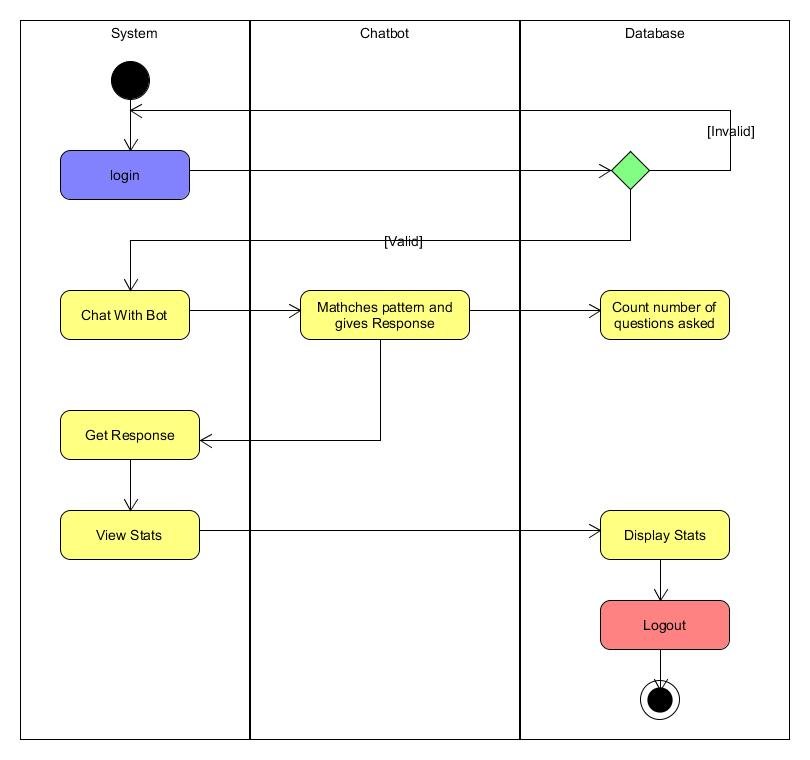 System
Chatbot
Database
[Invalid]
login
[Valid]
Chat With Bot
Mathches pattern and
gives Response
Count number of
questions asked
Get Response
View Stats
Display Stats
Logout